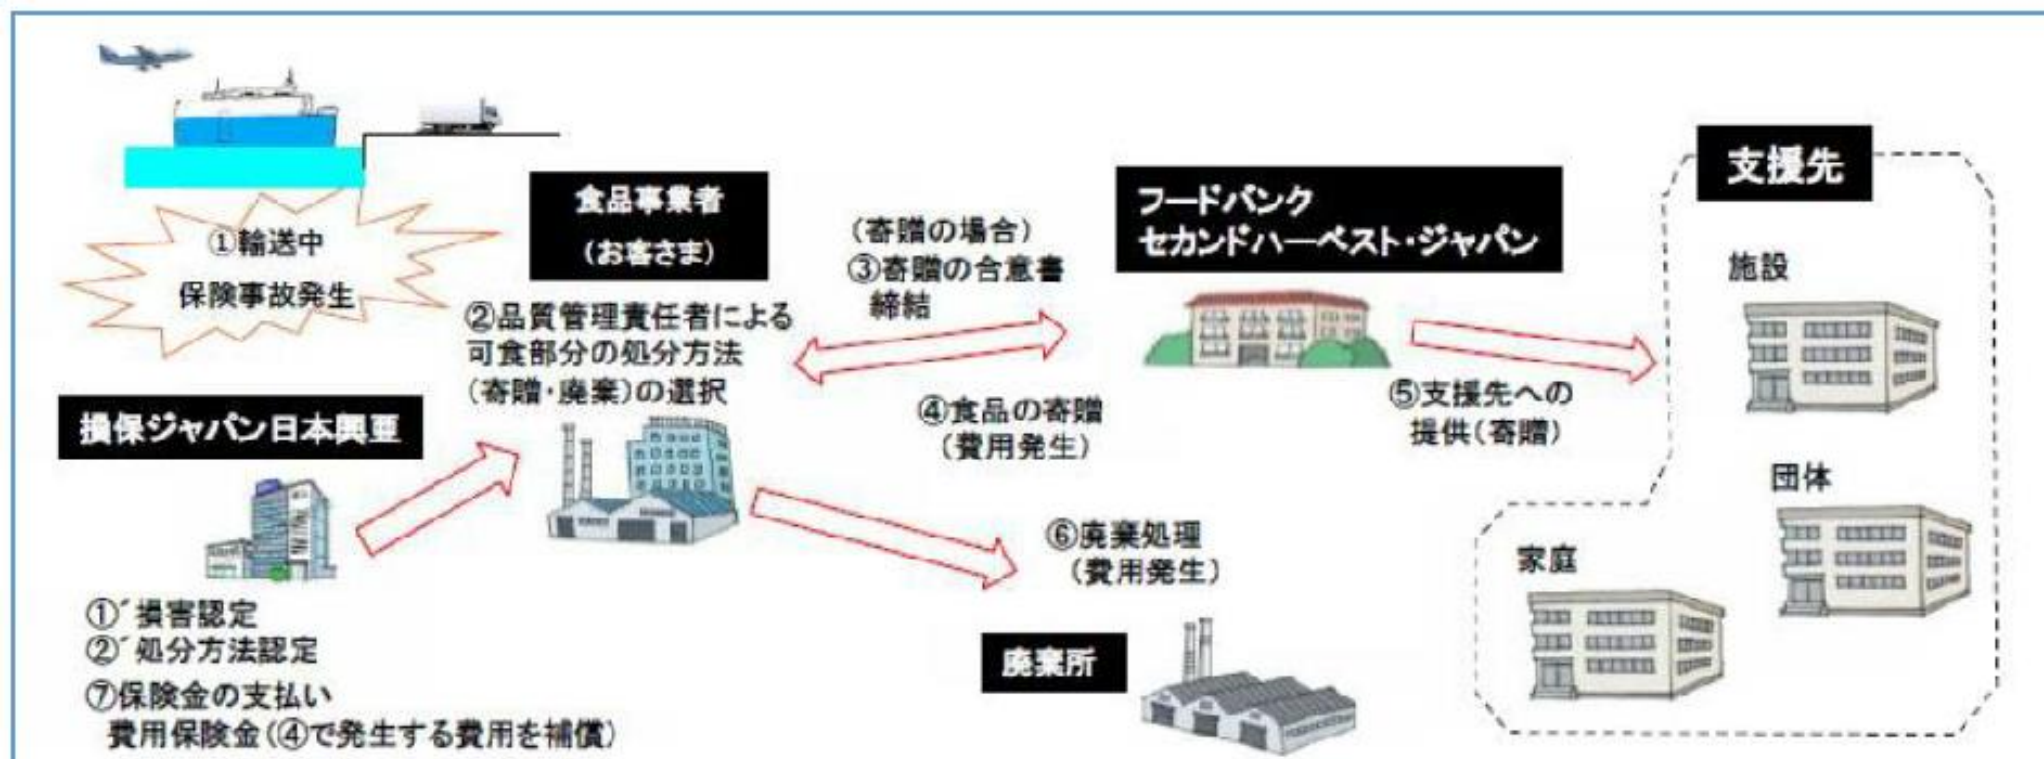 ①輸送中
保険事故発生
損保ジャパン日本興亜
①´損害認定
②´処分方法認定
⑦保険金の支払い
費用保険金(④で発生する費用を補償)
食品事業者
(お客さま)
②品質管理責任者による
可食部分の処分方法
(寄贈・廃棄)の選択
(寄贈の場合)
③寄贈の合意書
締結
④食品の寄贈
(費用発生)
フードバンク
セカンドハーベスト・ジャパン
⑤支援先への
提供(寄贈)
⑥廃棄処理
(費用発生)
廃棄所
支援先
施設
団体
家庭